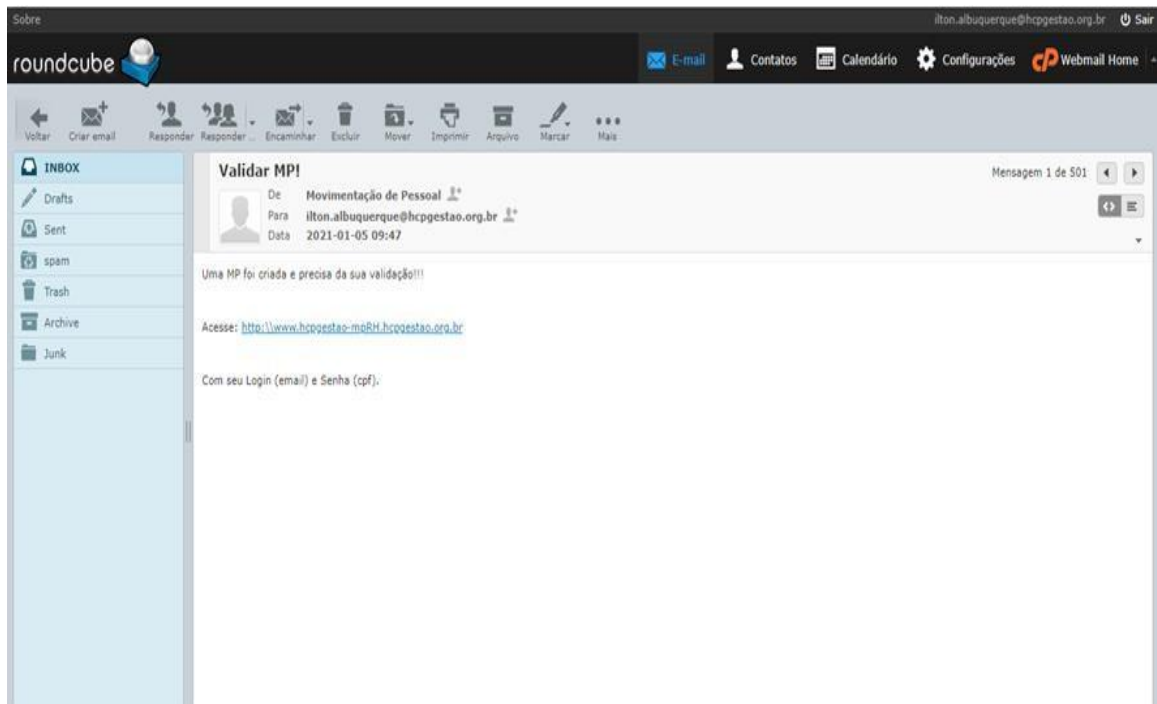 Sobre ilton.albuquerque@hcpgestao.org.br Sair
roundcube E-mail Contatos Calendário Configurações Webmail Home
Voltar Criar email Responder Responder ... Encaminhar Excluir Mover Imprimir Arquivo Marcar Mais
INBOX
Drafts
Sent
spam
Trash
Archive
Junk
Validar MP!
Mensagem 1 de 501
De Movimentação de Pessoal
Para ilton.albuquerque@hcpgestao.org.br
Data 2021-01-05 09:47
Uma MP foi criada e precisa da sua validação!!!
Acesse: http:\\www.hcpgestao-mpRH.hcpgestao.org.br
Com seu Login (email) e Senha (cpf).